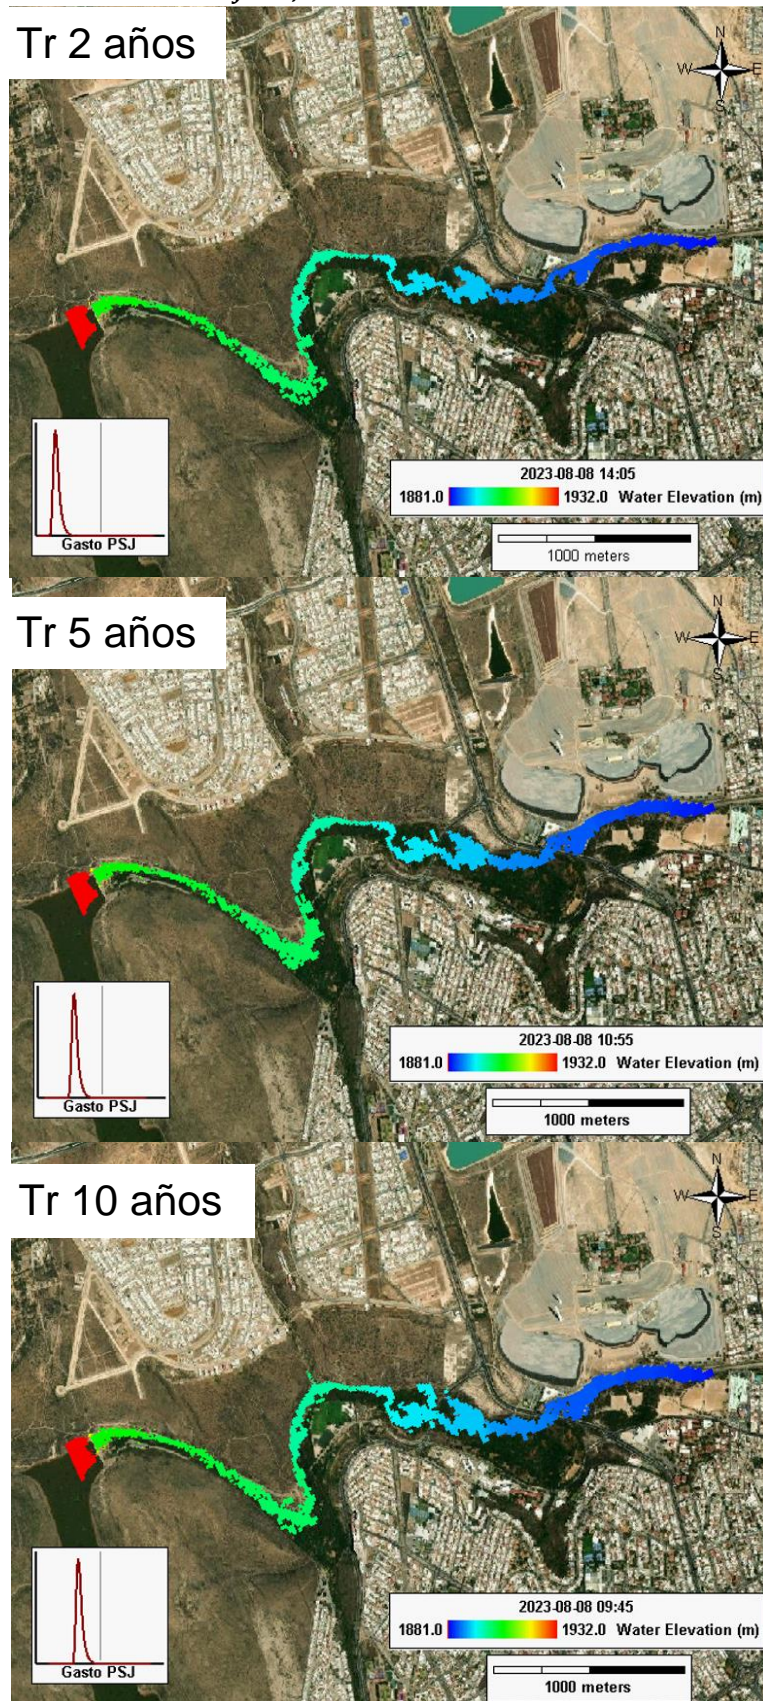 Tr 2 años
N
W E
S
Gasto PSJ
2023-08-08 14:05
1881.0 1932.0 Water Elevation (m)
1000 meters
Tr 5 años
N
W E
S
Gasto PSJ
2023-08-08 10:55
1881.0 1932.0 Water Elevation (m)
1000 meters
Tr 10 años
N
W E
S
Gasto PSJ
2023-08-08 09:45
1881.0 1932.0 Water Elevation (m)
1000 meters